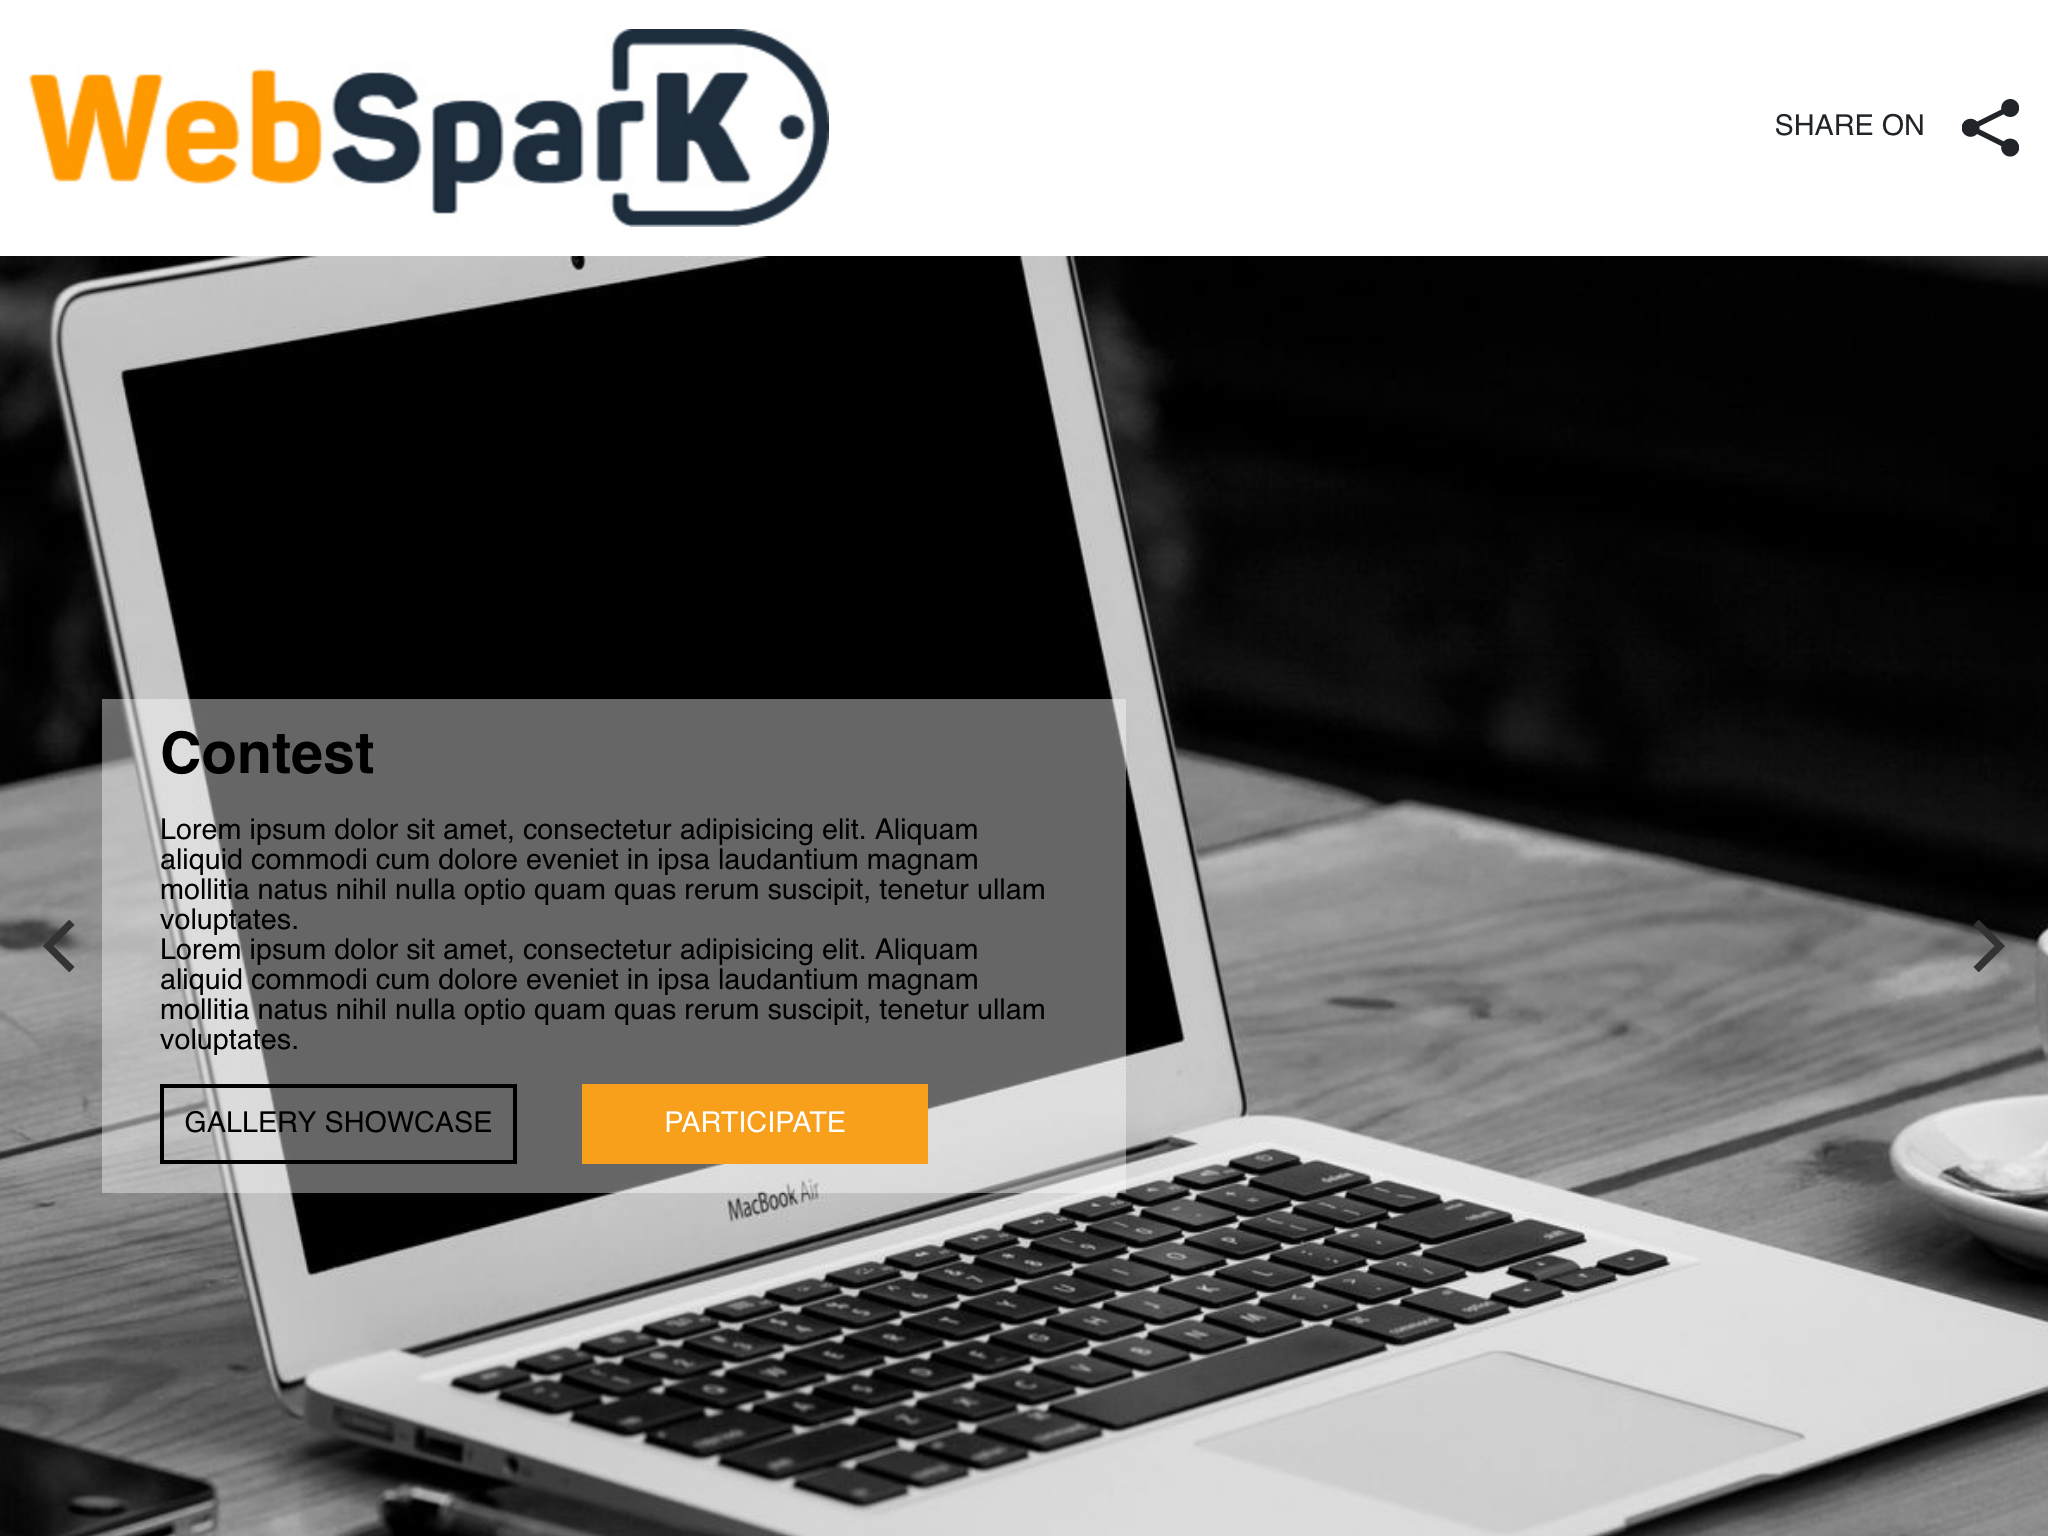 WebSparK
SHARE ON
Contest
Lorem ipsum dolor sit amet, consectetur adipisicing elit. Aliquam
aliquid commodi cum dolore eveniet in ipsa laudantium magnam
mollitia natus nihil nulla optio quam quas rerum suscipit, tenetur ullam
voluptates.
Lorem ipsum dolor sit amet, consectetur adipisicing elit. Aliquam
aliquid commodi cum dolore eveniet in ipsa laudantium magnam
mollitia natus nihil nulla optio quam quas rerum suscipit, tenetur ullam
voluptates.
GALLERY SHOWCASE PARTICIPATE
MacBook Air